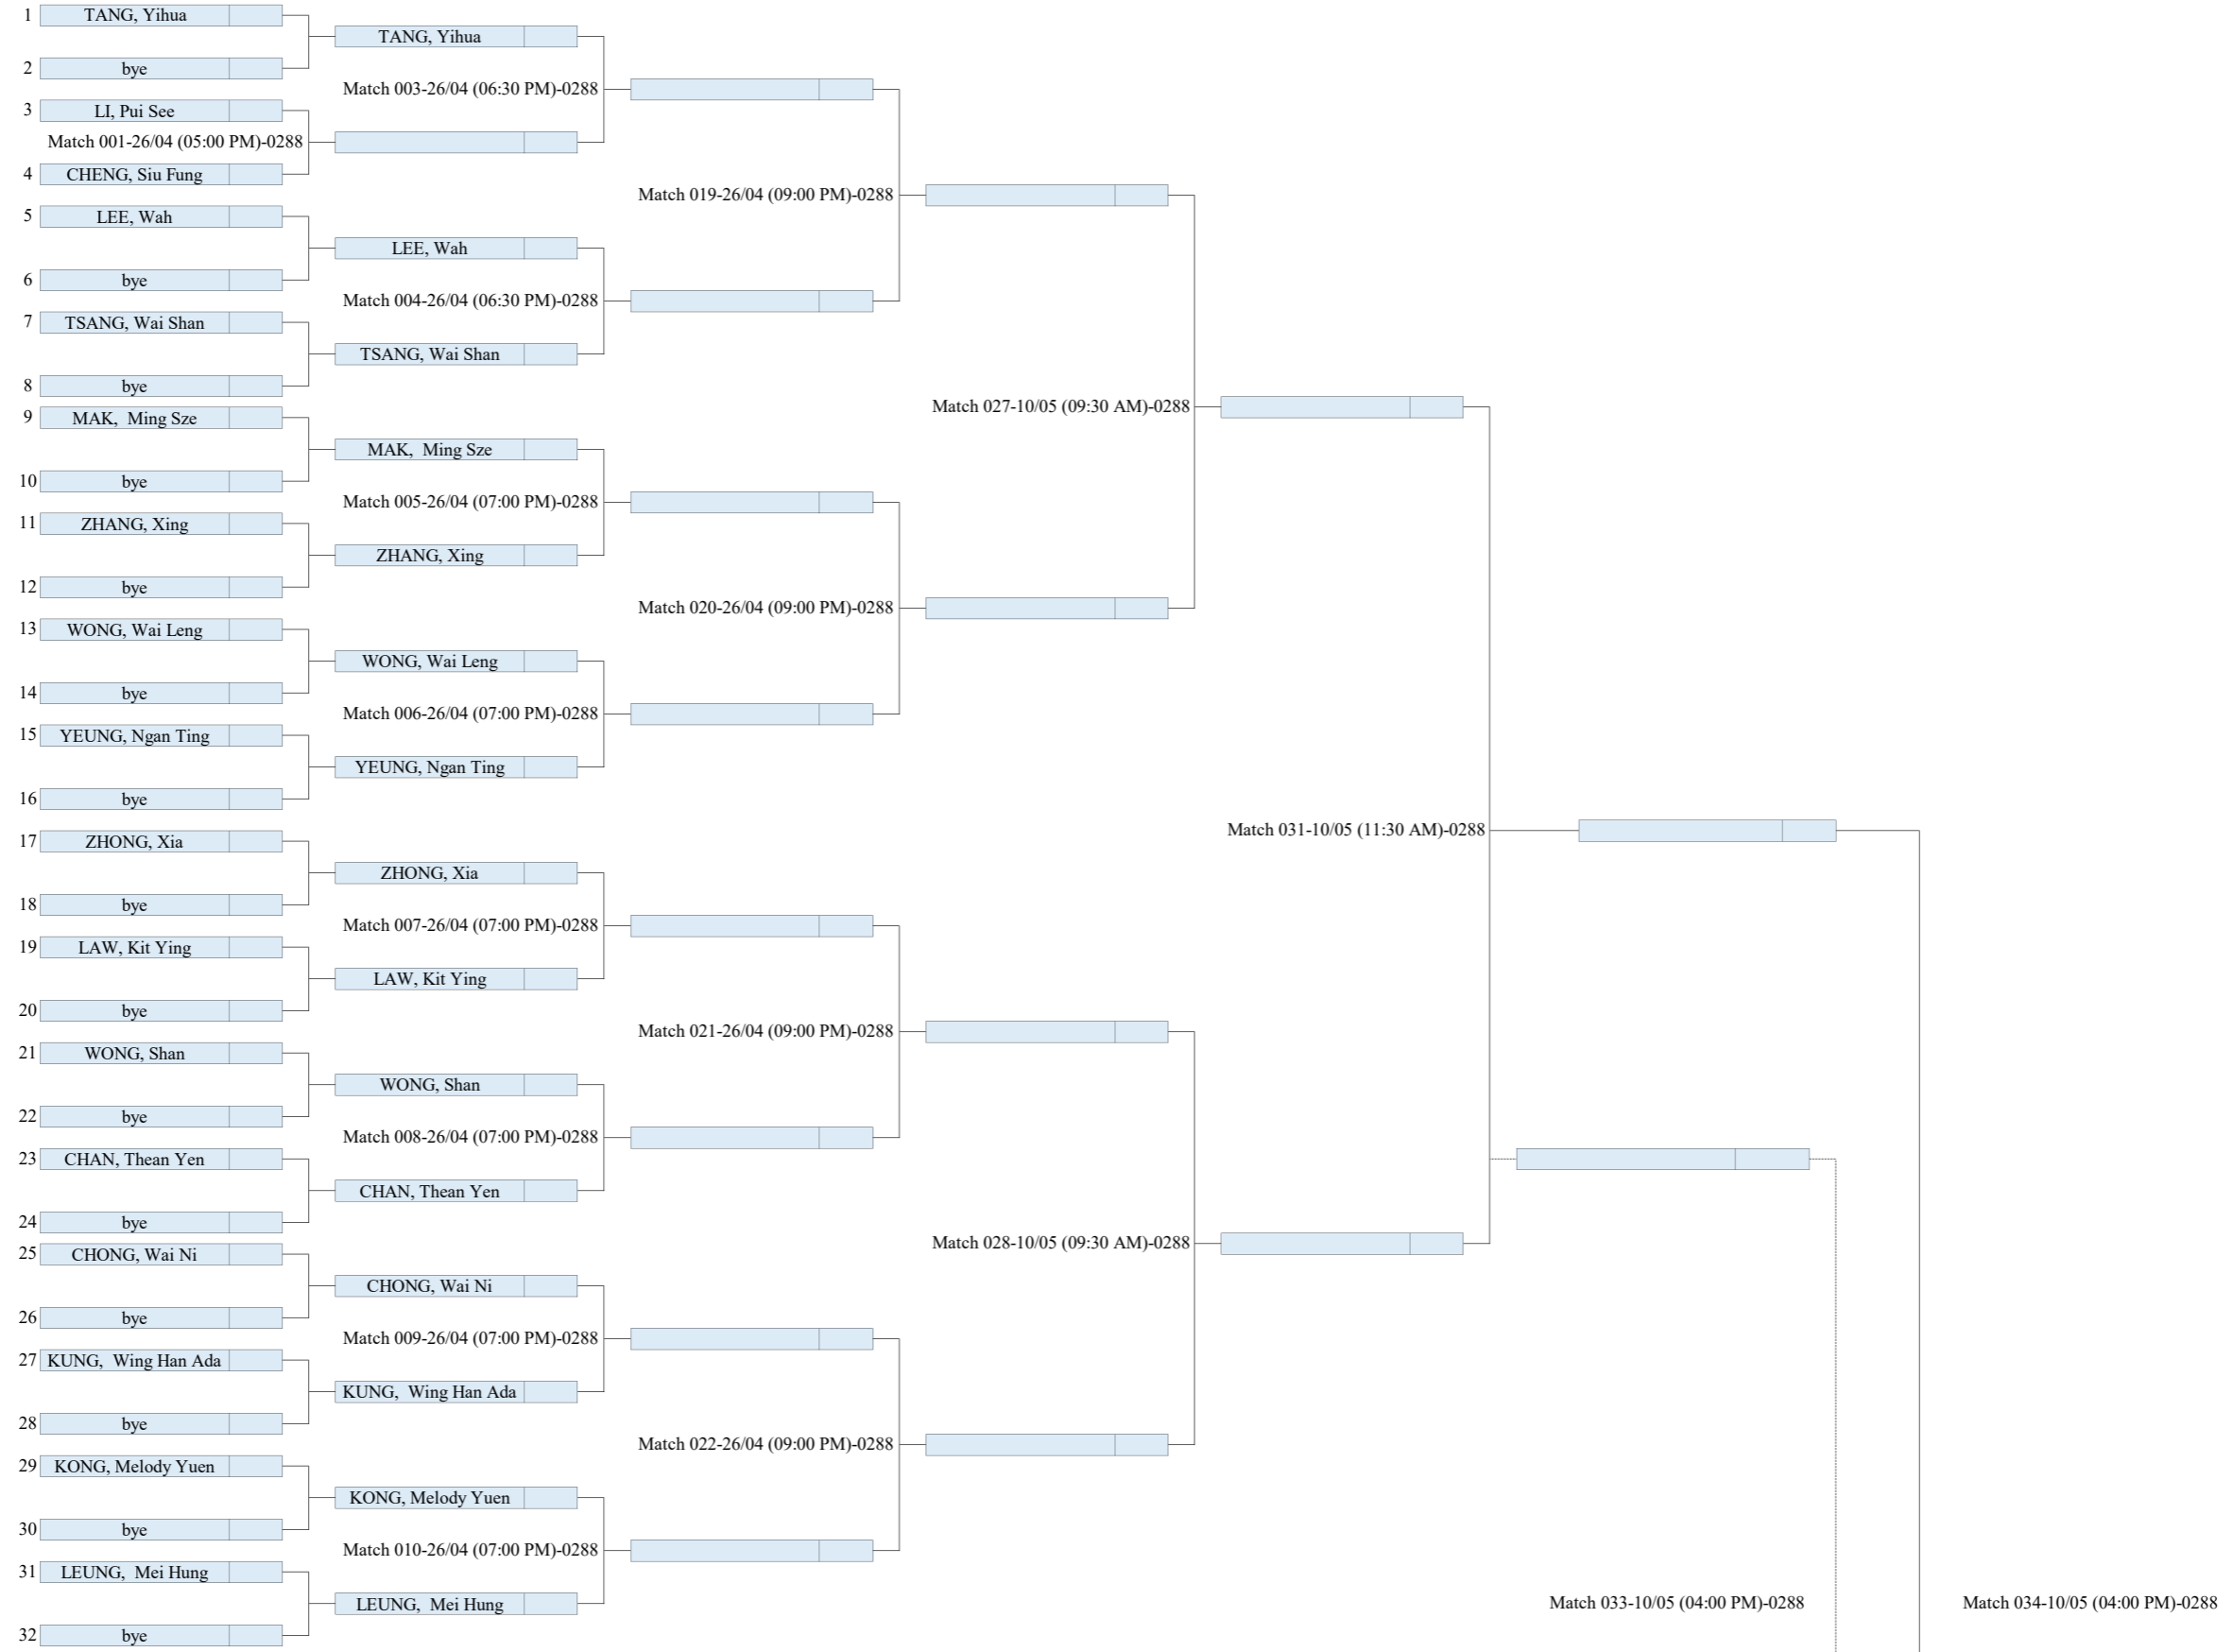 1 TANG, Yihua
TANG, Yihua
2 bye
Match 003-26/04 (06:30 PM)-0288
3 LI, Pui See
Match 001-26/04 (05:00 PM)-0288
4 CHENG, Siu Fung
Match 019-26/04 (09:00 PM)-0288
5 LEE, Wah
LEE, Wah
6 bye
Match 004-26/04 (06:30 PM)-0288
7 TSANG, Wai Shan
TSANG, Wai Shan
8 bye
Match 027-10/05 (09:30 AM)-0288
9 MAK,  Ming Sze
MAK,  Ming Sze
10 bye
Match 005-26/04 (07:00 PM)-0288
11 ZHANG, Xing
ZHANG, Xing
12 bye
Match 020-26/04 (09:00 PM)-0288
13 WONG, Wai Leng
WONG, Wai Leng
14 bye
Match 006-26/04 (07:00 PM)-0288
15 YEUNG, Ngan Ting
YEUNG, Ngan Ting
16 bye
Match 031-10/05 (11:30 AM)-0288
17 ZHONG, Xia
ZHONG, Xia
18 bye
Match 007-26/04 (07:00 PM)-0288
19 LAW, Kit Ying
LAW, Kit Ying
20 bye
Match 021-26/04 (09:00 PM)-0288
21 WONG, Shan
WONG, Shan
22 bye
Match 008-26/04 (07:00 PM)-0288
23 CHAN, Thean Yen
CHAN, Thean Yen
24 bye
Match 028-10/05 (09:30 AM)-0288
25 CHONG, Wai Ni
CHONG, Wai Ni
26 bye
Match 009-26/04 (07:00 PM)-0288
27 KUNG,  Wing Han Ada
KUNG,  Wing Han Ada
28 bye
Match 022-26/04 (09:00 PM)-0288
29 KONG, Melody Yuen
KONG, Melody Yuen
30 bye
Match 010-26/04 (07:00 PM)-0288
31 LEUNG,  Mei Hung
LEUNG,  Mei Hung
Match 033-10/05 (04:00 PM)-0288
Match 034-10/05 (04:00 PM)-0288
32 bye